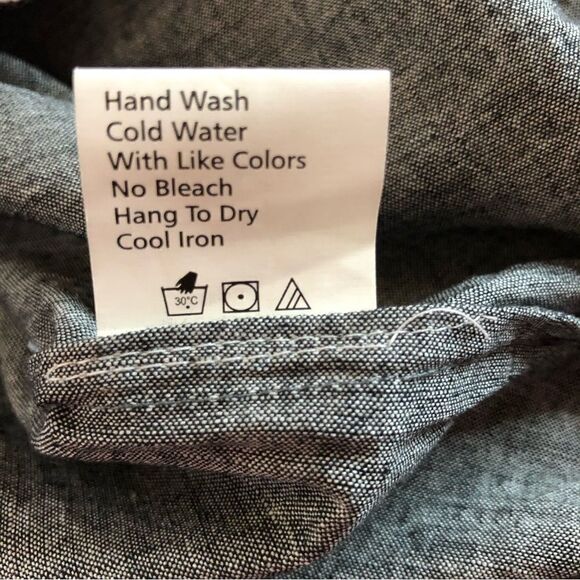 Hand Wash
Cold Water
With Like Colors
No Bleach
Hang To Dry
Cool Iron
30°C